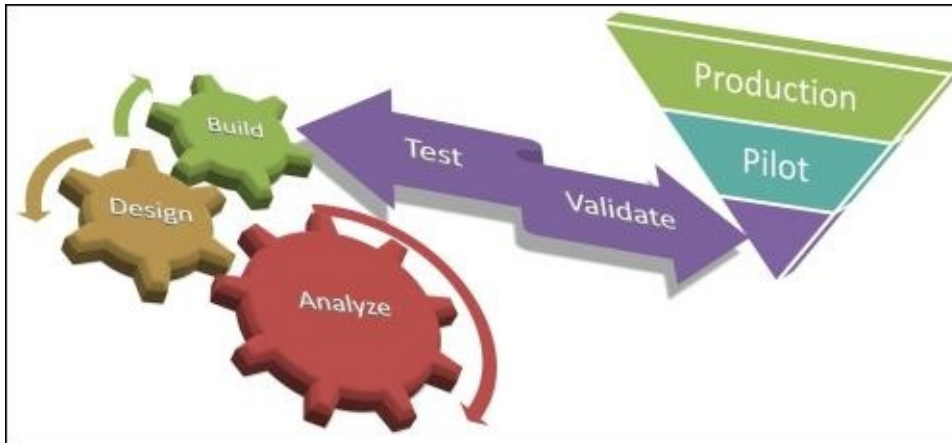 Build
Design
Analyze
Test
Validate
Production
Pilot